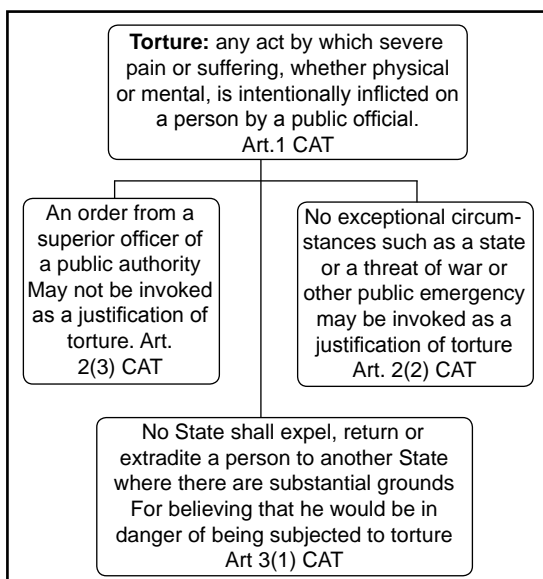 Torture: any act by which severe
pain or suffering, whether physical
or mental, is intentionally inflicted on
a person by a public official.
Art.1 CAT
An order from a
superior officer of
a public authority
May not be invoked
as a justification of
torture. Art.
2(3) CAT
No exceptional circum-
stances such as a state
or a threat of war or
other public emergency
may be invoked as a
justification of torture
Art. 2(2) CAT
No State shall expel, return or
extradite a person to another State
where there are substantial grounds
For believing that he would be in
danger of being subjected to torture
Art 3(1) CAT